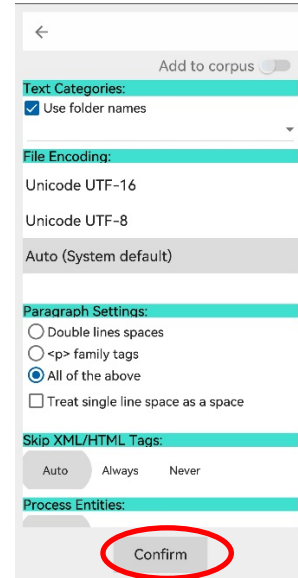 Add to corpus
Text Categories:
Use folder names
File Encoding:
Unicode UTF-16
Unicode UTF-8
Auto (System default)
Paragraph Settings:
Double lines spaces
<p> family tags
All of the above
Treat single line space as a space
Skip XML/HTML Tags:
Auto Always Never
Process Entities:
Confirm